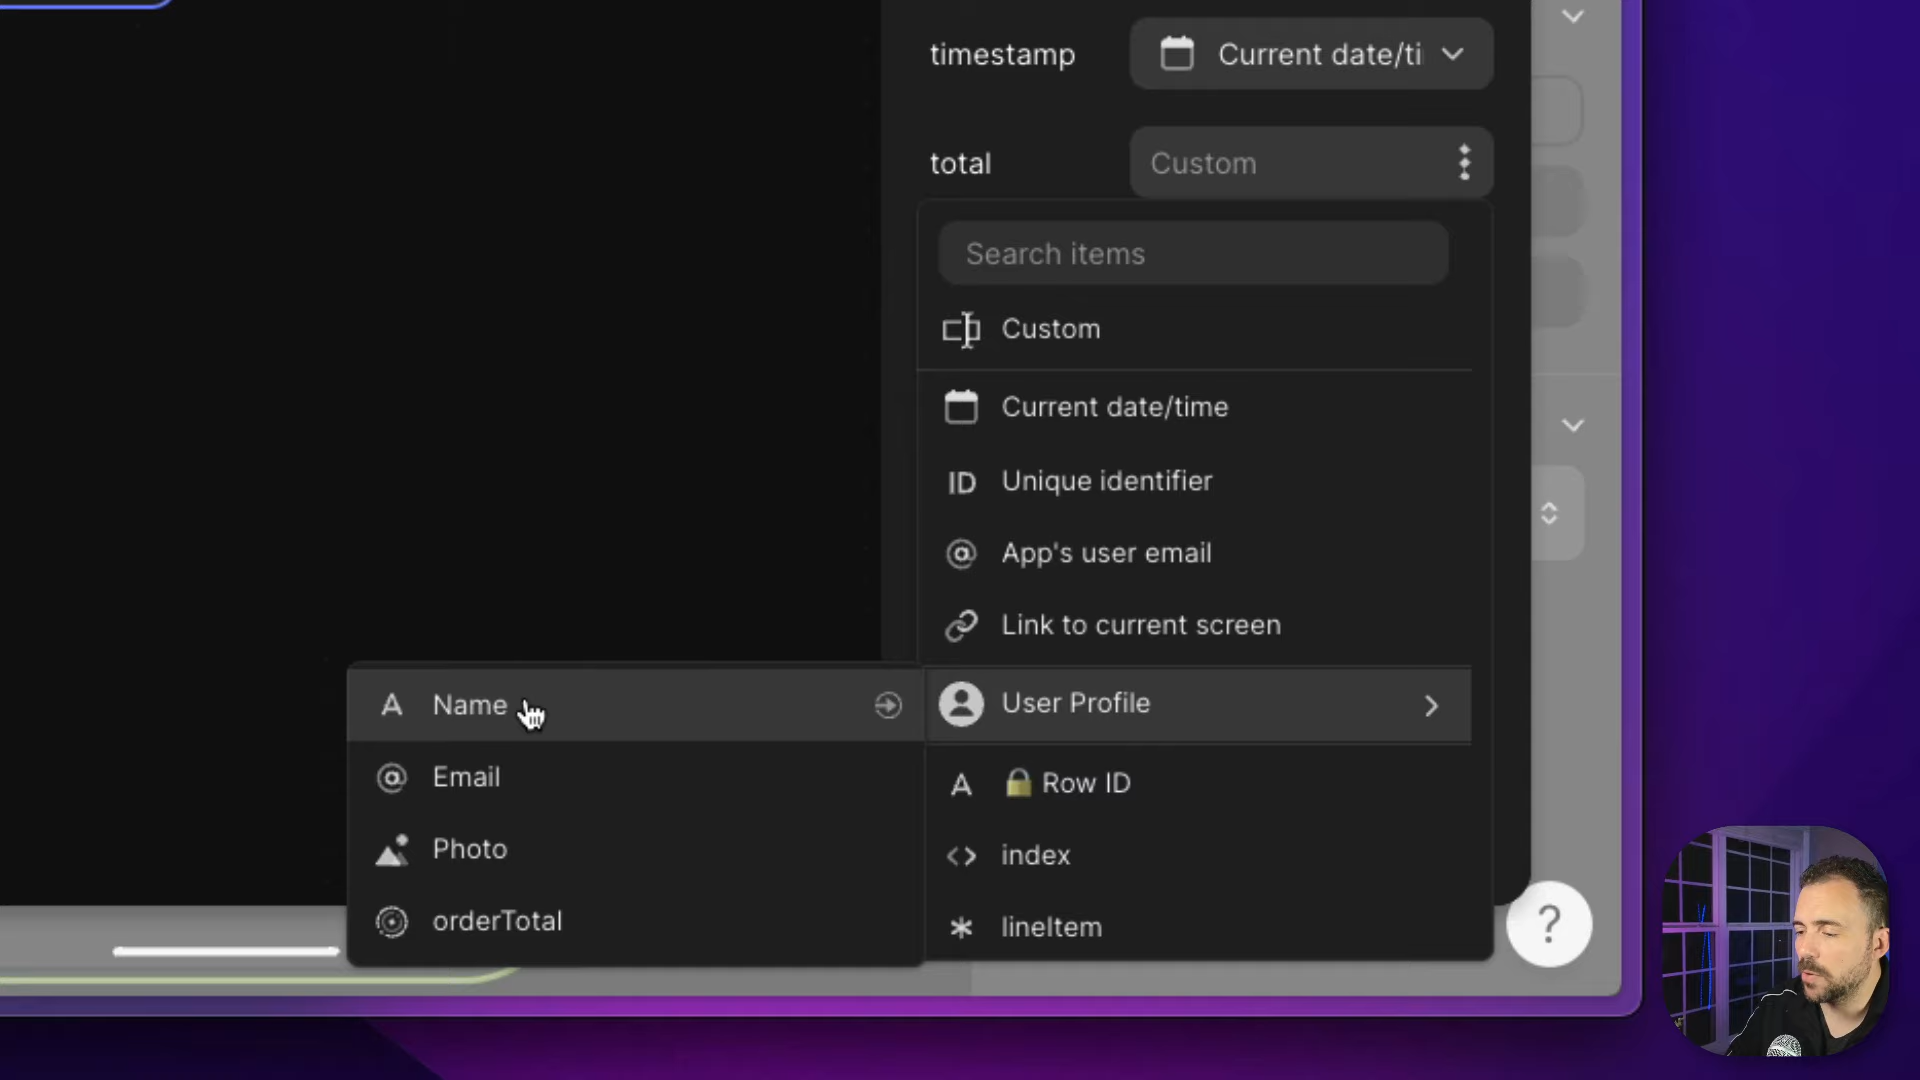 timestamp
Current date/ti
total
Custom
Search items
Custom
Current date/time
ID Unique identifier
App's user email
Link to current screen
User Profile
A 🔒 Row ID
index
lineItem
A Name
Email
Photo
orderTotal
?